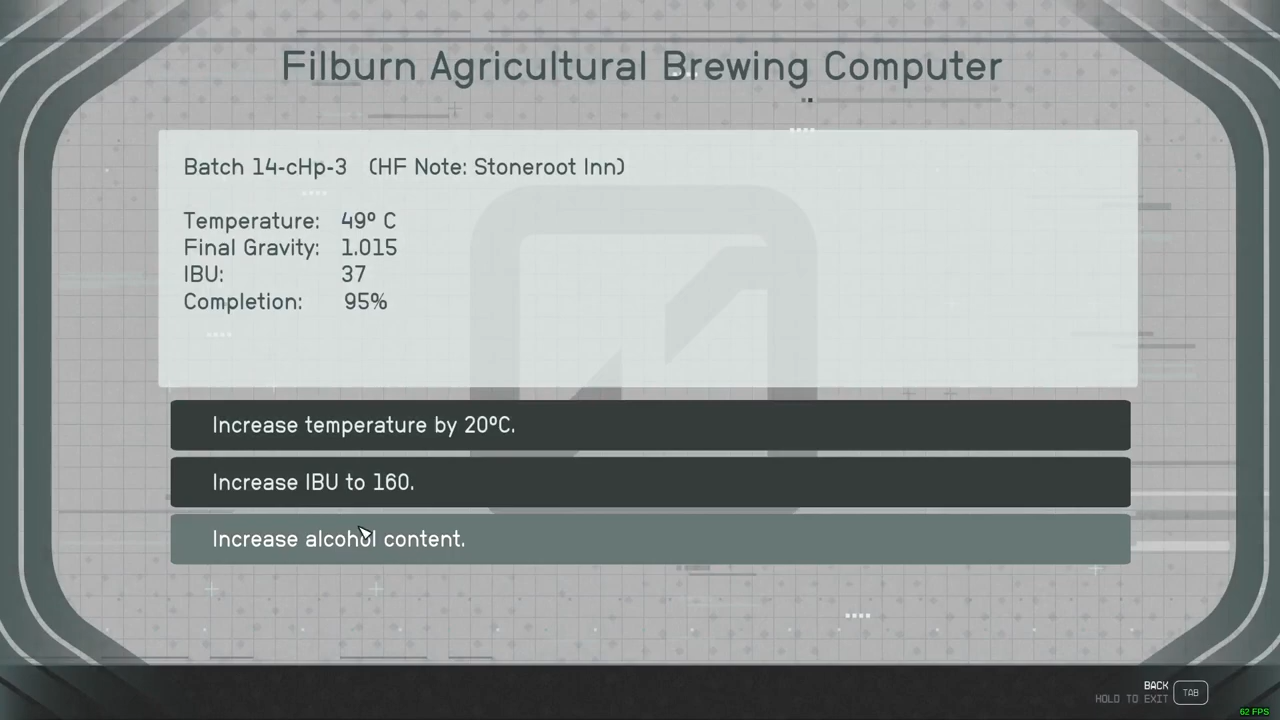 Filburn Agricultural Brewing Computer
Batch 14-cHp-3 (HF Note: Stoneroot Inn)
Temperature: 49º C
Final Gravity: 1.015
IBU: 37
Completion: 95%
Increase temperature by 20ºC.
Increase IBU to 160.
Increase alcohol content.
BACK
HOLD TO EXIT TAB
62 FPS